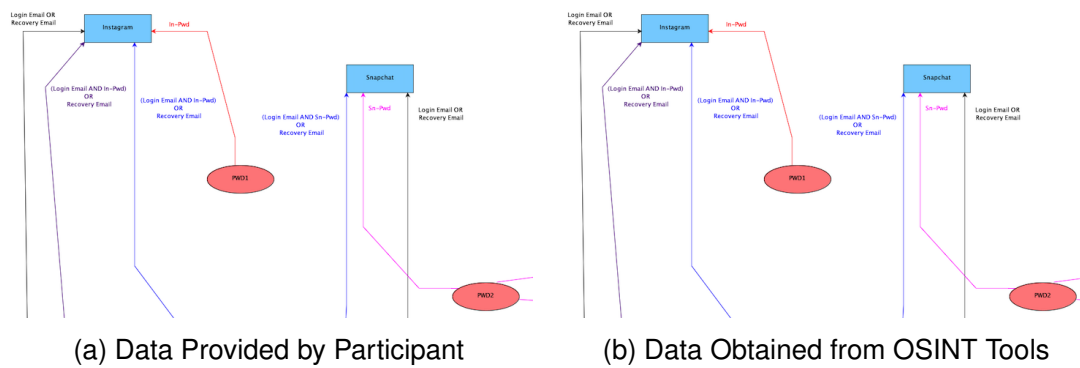 Login Email OR
Recovery Email
Instagram
In-Pwd
(Login Email AND In-Pwd)
OR
Recovery Email
(Login Email AND In-Pwd)
OR
Recovery Email
Snapchat
(Login Email AND Sn-Pwd)
OR
Recovery Email
Sn-Pwd
Login Email OR
Recovery Email
PWD1
PWD2
(a) Data Provided by Participant
Login Email OR
Recovery Email
Instagram
In-Pwd
(Login Email AND In-Pwd)
OR
Recovery Email
(Login Email AND In-Pwd)
OR
Recovery Email
Snapchat
(Login Email AND Sn-Pwd)
OR
Recovery Email
Sn-Pwd
Login Email OR
Recovery Email
PWD1
PWD2
(b) Data Obtained from OSINT Tools